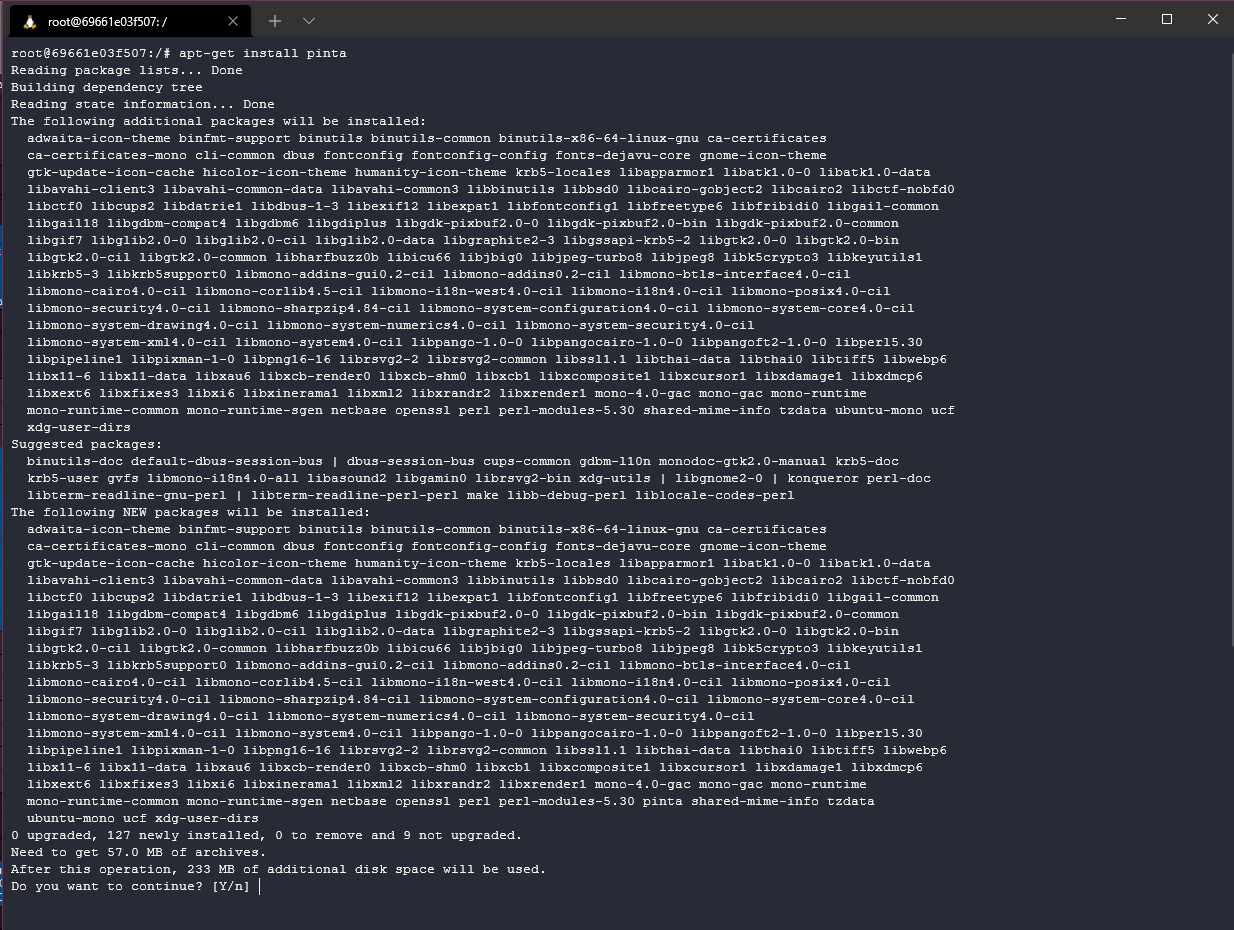 root@69661e03f507: /
root@69661e03f507:/# apt-get install pinta
Reading package lists... Done
Building dependency tree
Reading state information... Done
The following additional packages will be installed:
  adwaita-icon-theme binfmt-support binutils binutils-common binutils-x86-64-linux-gnu ca-certificates
  ca-certificates-mono cli-common dbus fontconfig fontconfig-config fonts-dejavu-core gnome-icon-theme
  gtk-update-icon-cache hicolor-icon-theme humanity-icon-theme krb5-locales libapparmor1 libatk1.0-0 libatk1.0-data
  libavahi-client3 libavahi-common-data libavahi-common3 libbinutils libbsd0 libcairo-gobject2 libcairo2 libctf-nobfd0
  libctf0 libcups2 libdatrie1 libdbus-1-3 libexif12 libexpat1 libfontconfig1 libfreetype6 libfribidi0 libgail-common
  libgail18 libgdbm-compat4 libgdbm6 libgdiplus libgdk-pixbuf2.0-0 libgdk-pixbuf2.0-bin libgdk-pixbuf2.0-common
  libgif7 libglib2.0-0 libglib2.0-cil libglib2.0-data libgraphite2-3 libgssapi-krb5-2 libgtk2.0-0 libgtk2.0-bin
  libgtk2.0-cil libgtk2.0-common libharfbuzz0b libicu66 libjbig0 libjpeg-turbo8 libjpeg8 libk5crypto3 libkeyutils1
  libkrb5-3 libkrb5support0 libmono-addins-gui0.2-cil libmono-addins0.2-cil libmono-btls-interface4.0-cil
  libmono-cairo4.0-cil libmono-corlib4.5-cil libmono-i18n-west4.0-cil libmono-i18n4.0-cil libmono-posix4.0-cil
  libmono-security4.0-cil libmono-sharpzip4.84-cil libmono-system-configuration4.0-cil libmono-system-core4.0-cil
  libmono-system-drawing4.0-cil libmono-system-numerics4.0-cil libmono-system-security4.0-cil
  libmono-system-xml4.0-cil libmono-system4.0-cil libpango-1.0-0 libpangocairo-1.0-0 libpangoft2-1.0-0 libperl5.30
  libpipeline1 libpixman-1-0 libpng16-16 librsvg2-2 librsvg2-common libssl1.1 libthai-data libthai0 libtiff5 libwebp6
  libx11-6 libx11-data libxau6 libxcb-render0 libxcb-shm0 libxcb1 libxcomposite1 libxcursor1 libxdamage1 libxdmcp6
  libxext6 libxfixes3 libxi6 libxinerama1 libxml2 libxrandr2 libxrender1 mono-4.0-gac mono-gac mono-runtime
  mono-runtime-common mono-runtime-sgen netbase openssl perl perl-modules-5.30 shared-mime-info tzdata ubuntu-mono ucf
  xdg-user-dirs
Suggested packages:
  binutils-doc default-dbus-session-bus | dbus-session-bus cups-common gdbm-l10n monodoc-gtk2.0-manual krb5-doc
  krb5-user gvfs libmono-i18n4.0-all libasound2 libgamin0 librsvg2-bin xdg-utils | libgnome2-0 | konqueror perl-doc
  libterm-readline-gnu-perl | libterm-readline-perl-perl make libb-debug-perl liblocale-codes-perl
The following NEW packages will be installed:
  adwaita-icon-theme binfmt-support binutils binutils-common binutils-x86-64-linux-gnu ca-certificates
  ca-certificates-mono cli-common dbus fontconfig fontconfig-config fonts-dejavu-core gnome-icon-theme
  gtk-update-icon-cache hicolor-icon-theme humanity-icon-theme krb5-locales libapparmor1 libatk1.0-0 libatk1.0-data
  libavahi-client3 libavahi-common-data libavahi-common3 libbinutils libbsd0 libcairo-gobject2 libcairo2 libctf-nobfd0
  libctf0 libcups2 libdatrie1 libdbus-1-3 libexif12 libexpat1 libfontconfig1 libfreetype6 libfribidi0 libgail-common
  libgail18 libgdbm-compat4 libgdbm6 libgdiplus libgdk-pixbuf2.0-0 libgdk-pixbuf2.0-bin libgdk-pixbuf2.0-common
  libgif7 libglib2.0-0 libglib2.0-cil libglib2.0-data libgraphite2-3 libgssapi-krb5-2 libgtk2.0-0 libgtk2.0-bin
  libgtk2.0-cil libgtk2.0-common libharfbuzz0b libicu66 libjbig0 libjpeg-turbo8 libjpeg8 libk5crypto3 libkeyutils1
  libkrb5-3 libkrb5support0 libmono-addins-gui0.2-cil libmono-addins0.2-cil libmono-btls-interface4.0-cil
  libmono-cairo4.0-cil libmono-corlib4.5-cil libmono-i18n-west4.0-cil libmono-i18n4.0-cil libmono-posix4.0-cil
  libmono-security4.0-cil libmono-sharpzip4.84-cil libmono-system-configuration4.0-cil libmono-system-core4.0-cil
  libmono-system-drawing4.0-cil libmono-system-numerics4.0-cil libmono-system-security4.0-cil
  libmono-system-xml4.0-cil libmono-system4.0-cil libpango-1.0-0 libpangocairo-1.0-0 libpangoft2-1.0-0 libperl5.30
  libpipeline1 libpixman-1-0 libpng16-16 librsvg2-2 librsvg2-common libssl1.1 libthai-data libthai0 libtiff5 libwebp6
  libx11-6 libx11-data libxau6 libxcb-render0 libxcb-shm0 libxcb1 libxcomposite1 libxcursor1 libxdamage1 libxdmcp6
  libxext6 libxfixes3 libxi6 libxinerama1 libxml2 libxrandr2 libxrender1 mono-4.0-gac mono-gac mono-runtime
  mono-runtime-common mono-runtime-sgen netbase openssl perl perl-modules-5.30 pinta shared-mime-info tzdata
  ubuntu-mono ucf xdg-user-dirs
0 upgraded, 127 newly installed, 0 to remove and 9 not upgraded.
Need to get 57.0 MB of archives.
After this operation, 233 MB of additional disk space will be used.
Do you want to continue? [Y/n]